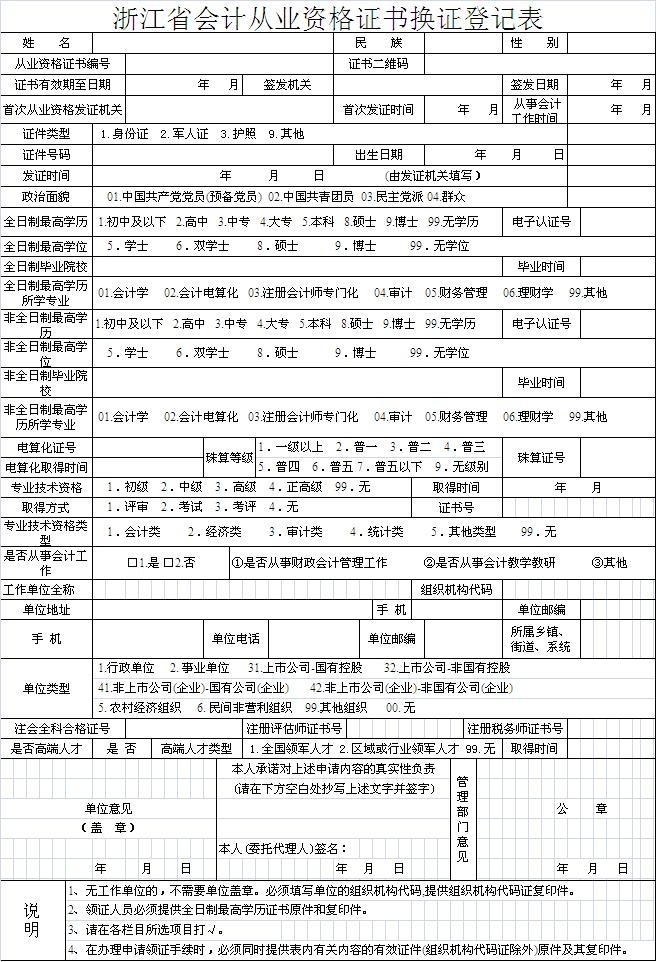 浙江省会计从业资格证书换证登记表
姓 名 民 族 性 别
从业资格证书编号 证书二维码
证书有效期至日期 年 月 签发机关 签发日期 年 月
首次从业资格发证机关 首次发证时间 年 月 从事会计工作时间 年 月
证件类型 1.身份证 2.军人证 3.护照 9.其他
证件号码 出生日期 年 月 日
发证时间 年 月 日 (由发证机关填写)
政治面貌 01.中国共产党党员(预备党员) 02.中国共青团员 03.民主党派 04.群众
全日制最高学历 1.初中及以下 2.高中 3.中专 4.大专 5.本科 8.硕士 9.博士 99.无学历 电子认证号
全日制最高学位 5．学士 6．双学士 8．硕士 9．博士 99．无学位
全日制毕业院校 毕业时间
全日制最高学历所学专业 01.会计学 02.会计电算化 03.注册会计师专门化 04.审计 05.财务管理 06.理财学 99.其他
非全日制最高学历 1.初中及以下 2.高中 3.中专 4.大专 5.本科 8.硕士 9.博士 99.无学历 电子认证号
非全日制最高学位 5．学士 6．双学士 8．硕士 9．博士 99．无学位
非全日制毕业院校 毕业时间
非全日制最高学历所学专业 01.会计学 02.会计电算化 03.注册会计师专门化 04.审计 05.财务管理 06.理财学 99.其他
电算化证号 珠算等级 1．一级以上 2．普一 3．普二 4．普三 珠算证号
电算化取得时间 5．普四 6．普五 7．普五以下 9．无级别
专业技术资格 1．初级 2．中级 3．高级 4．正高级 99．无 取得时间 年 月
取得方式 1．评审 2．考试 3．考评 4．无 证书号
专业技术资格类型 1．会计类 2．经济类 3．审计类 4．统计类 5．其他类型 99．无
是否从事会计工作 □1.是 □2.否 ①是否从事财政会计管理工作 ②是否从事会计教学教研 ③其他
工作单位全称 组织机构代码
单位地址 手 机 单位邮编
手 机 单位电话 单位邮编 所属乡镇、街道、系统
单位类型 1.行政单位 2.事业单位 31.上市公司-国有控股 32.上市公司-非国有控股
41.非上市公司(企业)-国有公司(企业) 42.非上市公司(企业)-非国有公司(企业)
5.农村经济组织 6.民间非营利组织 99.其他组织 00.无
注会全科合格证号 注册评估师证书号 注册税务师证书号
是否高端人才 是 否 高端人才类型 1.全国领军人才 2.区域或行业领军人才 99.无 取得时间
单位意见
(盖 章)
年 月 日
本人承诺对上述申请内容的真实性负责
(请在下方空白处抄写上述文字并签字)
本人(委托代理人)签名：
年 月 日
管理部门意见
公 章
年 月 日
说明
1、无工作单位的,不需要单位盖章。必须填写单位的组织机构代码,提供组织机构代码证复印件。
2、领证人员必须提供全日制最高学历证书原件和复印件。
3、请在各栏目所选项目打√。
4、在办理申请领证手续时,必须同时提供表内有关内容的有效证件(组织机构代码证除外)原件及其复印件。